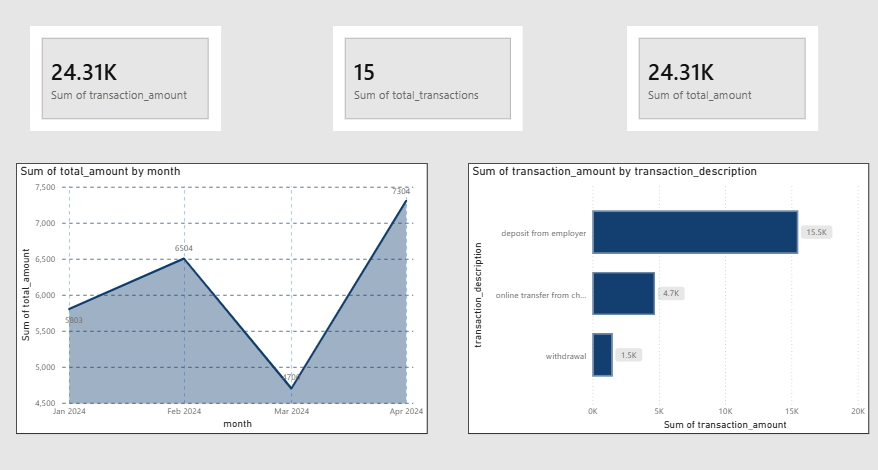 24.31K
Sum of transaction_amount
15
Sum of total_transactions
24.31K
Sum of total_amount
Sum of total_amount by month
7,500
7,000
6,500
6,000
5,500
5,000
4,500
Sum of total_amount
5803
6504
7304
Jan 2024
Feb 2024
Mar 2024
Apr 2024
month
Sum of transaction_amount by transaction_description
transaction_description
deposit from employer
15.5K
online transfer from ch...
4.7K
withdrawal
1.5K
0K
5K
10K
15K
20K
Sum of transaction_amount